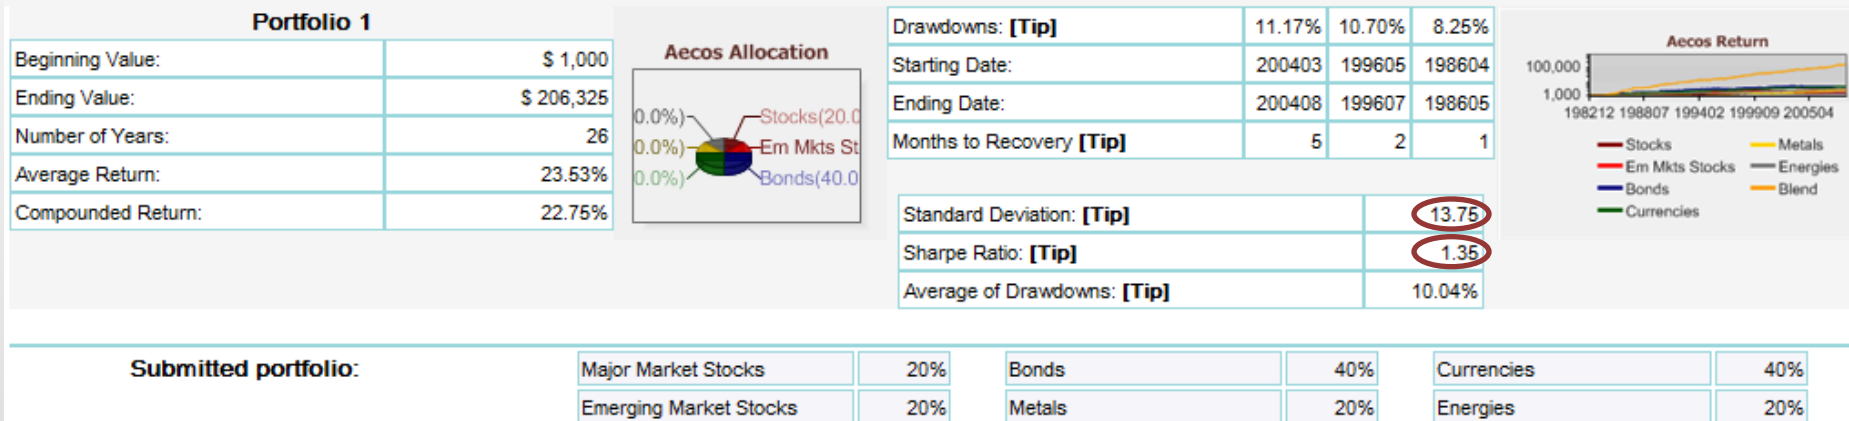 Portfolio 1
Beginning Value: $ 1,000
Ending Value: $ 206,325
Number of Years: 26
Average Return: 23.53%
Compounded Return: 22.75%
Aecos Allocation
0.0%) Stocks(20.0
0.0%) Em Mkts St
0.0%) Bonds(40.0
Drawdowns: [Tip] 11.17% 10.70% 8.25%
Starting Date: 200403 199605 198604
Ending Date: 200408 199607 198605
Months to Recovery [Tip] 5 2 1
Standard Deviation: [Tip] 13.75
Sharpe Ratio: [Tip] 1.35
Average of Drawdowns: [Tip] 10.04%
Aecos Return
100,000
1,000
198212 198807 199402 199909 200504
Stocks Metals
Em Mkts Stocks Energies
Bonds Blend
Currencies
Submitted portfolio: Major Market Stocks 20% Bonds 40% Currencies 40%
Emerging Market Stocks 20% Metals 20% Energies 20%